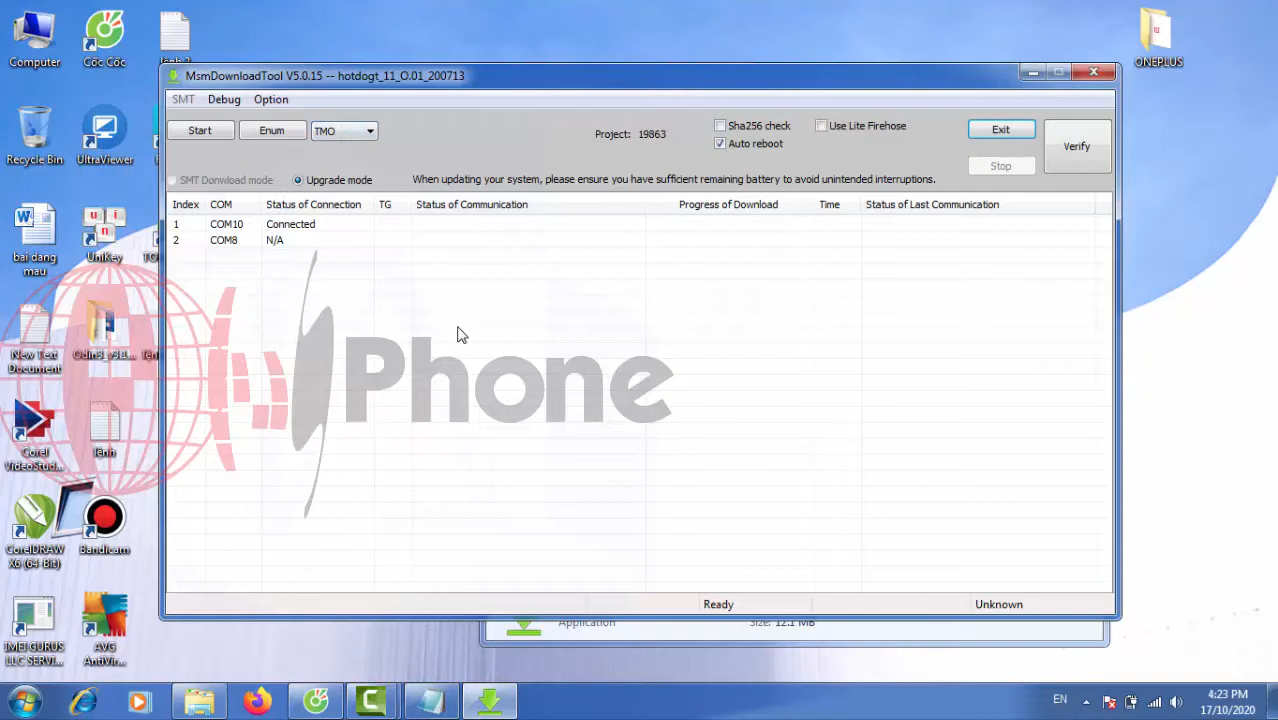 Computer
Cốc Cốc
ONEPLUS
Recycle Bin
UltraViewer
bai dang
mau
UniKey
New Text
Document
Odin3_v3.1...
Corel
VideoStud...
lệnh
CorelDRAW
X6 (64-Bit)
Bandicam
IMEI GURUS
LLC SERVI...
AVG
AntiVir...
MsmDownloadTool V5.0.15 -- hotdogt_11_O.01_200713
SMT Debug Option
Start Enum TMO
Project: 19863
Sha256 check
Use Lite Firehose
Auto reboot
Exit
Stop
Verify
SMT Donwload mode
Upgrade mode
When updating your system, please ensure you have sufficient remaining battery to avoid unintended interruptions.
Index COM Status of Connection TG Status of Communication Progress of Download Time Status of Last Communication
1 COM10 Connected
2 COM8 N/A
Phone
Ready
Unknown
Application
Size: 12.1 MB
EN
4:23 PM
17/10/2020